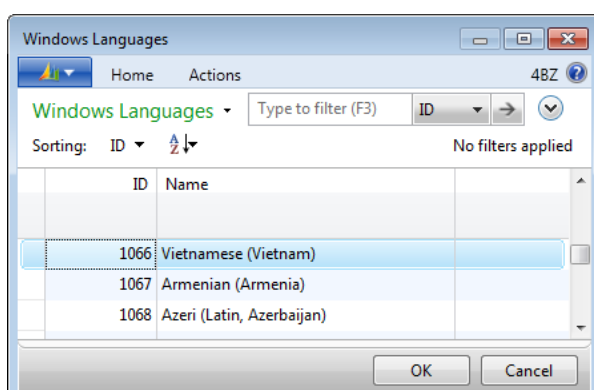 Windows Languages
Home Actions 4BZ
Windows Languages Type to filter (F3) ID
Sorting: ID A Z No filters applied
ID Name
1066 Vietnamese (Vietnam)
1067 Armenian (Armenia)
1068 Azeri (Latin, Azerbaijan)
OK Cancel